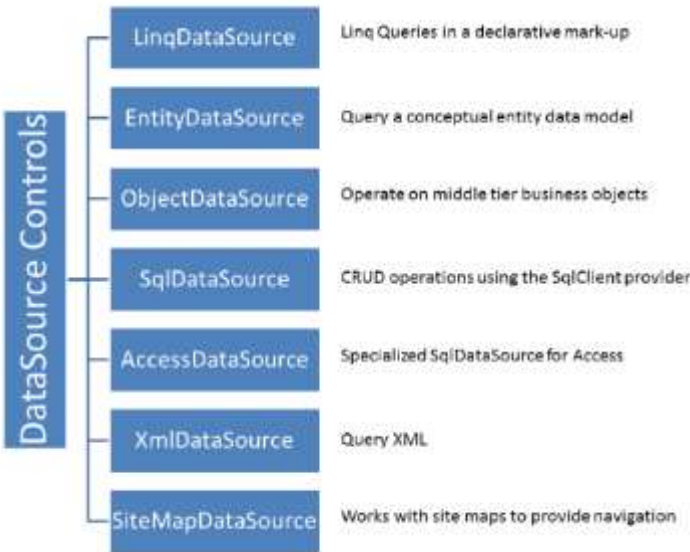 DataSource Controls
LinqDataSource
Linq Queries in a declarative mark-up
EntityDataSource
Query a conceptual entity data model
ObjectDataSource
Operate on middle tier business objects
SqlDataSource
CRUD operations using the SqlClient provider
AccessDataSource
Specialized SqlDataSource for Access
XmlDataSource
Query XML
SiteMapDataSource
Works with site maps to provide navigation